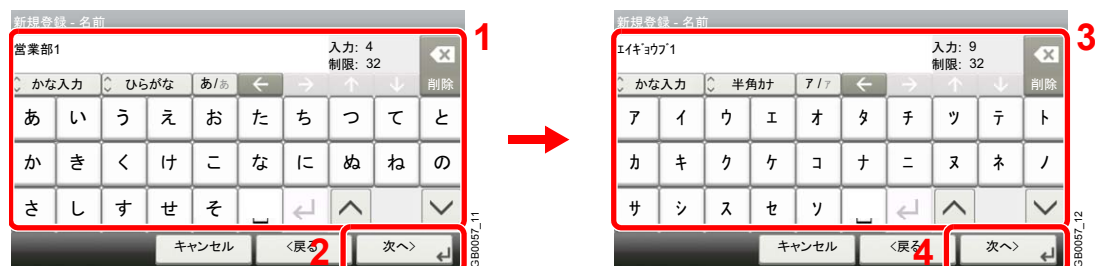 新規登録 - 名前
営業部1
入力: 4
制限: 32
削除
かな入力 ひらがな あ/ぁ ← → ↑ ↓
あ い う え お た ち つ て と
か き く け こ な に ぬ ね の
さ し す せ そ
キャンセル <戻る 次へ>
1
2
GB0057_11
新規登録 - 名前
ｴｲｷﾞｮｳﾌﾞ1
入力: 9
制限: 32
削除
かな入力 半角ｶﾅ ｱ/ｧ ← → ↑ ↓
ｱ ｲ ｳ ｴ ｵ ﾀ ﾁ ﾂ ﾃ ﾄ
ｶ ｷ ｸ ｹ ｺ ﾅ ﾆ ﾇ ﾈ ﾉ
ｻ ｼ ｽ ｾ ｿ
キャンセル <戻る 次へ>
3
4
GB0057_12